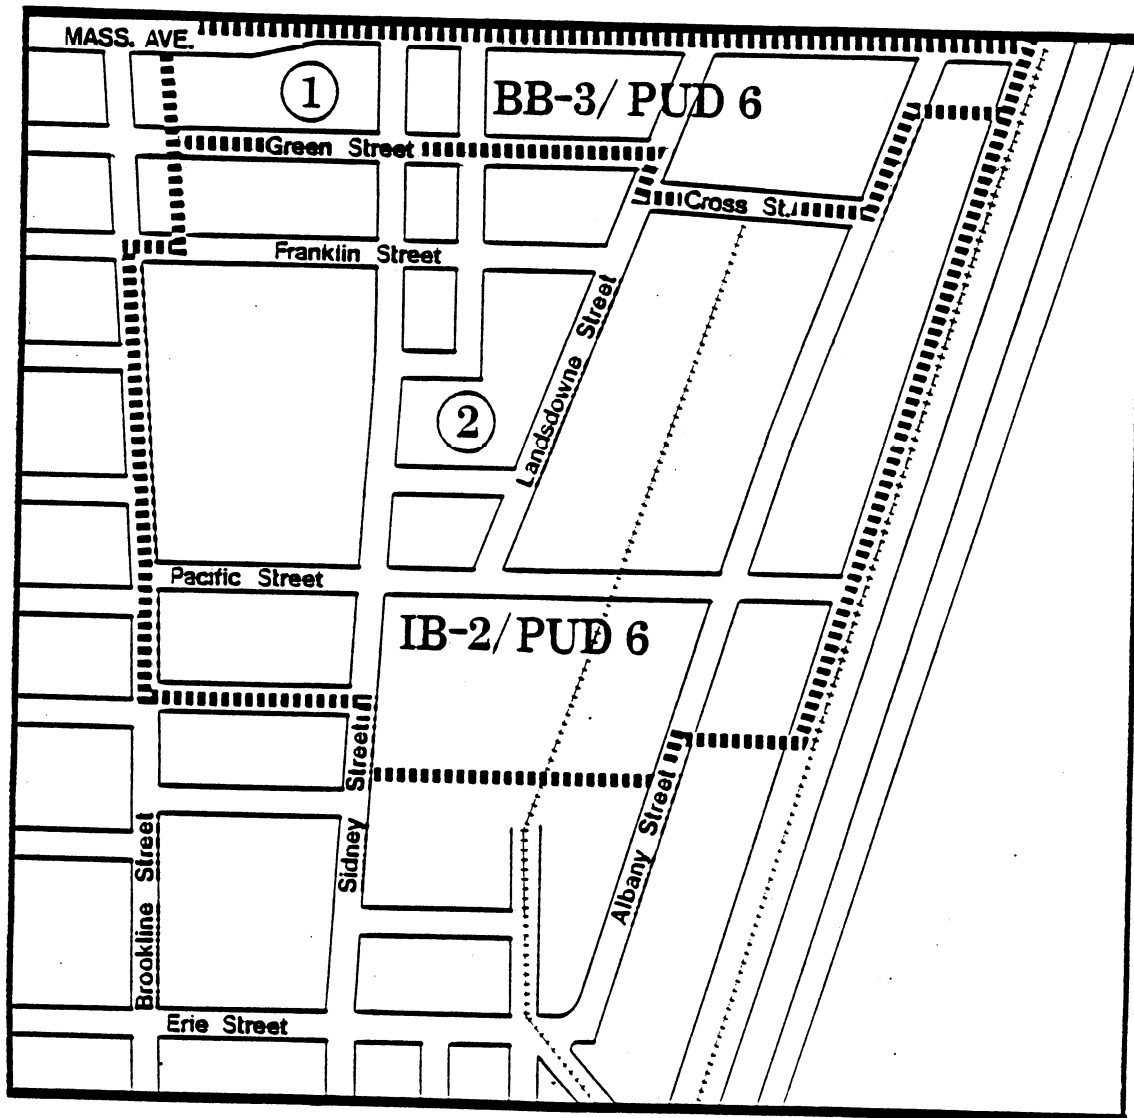 MASS. AVE.
1
BB-3/ PUD 6
Green Street
Cross St.
Franklin Street
Landsdowne Street
2
Pacific Street
IB-2/ PUD 6
Sidney Street
Albany Street
Brookline Street
Erie Street